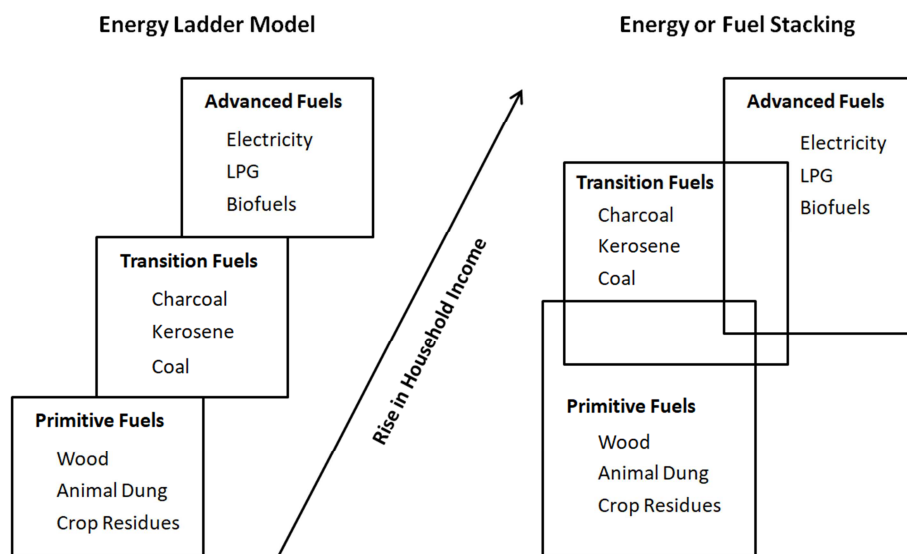 Energy Ladder Model
Advanced Fuels
Electricity
LPG
Biofuels
Transition Fuels
Charcoal
Kerosene
Coal
Primitive Fuels
Wood
Animal Dung
Crop Residues
Rise in Household Income
Energy or Fuel Stacking
Advanced Fuels
Electricity
LPG
Biofuels
Transition Fuels
Charcoal
Kerosene
Coal
Primitive Fuels
Wood
Animal Dung
Crop Residues